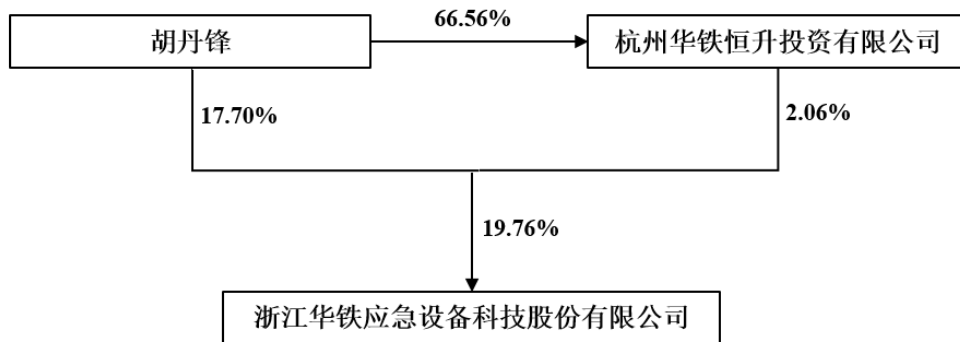 66.56%
胡丹锋
杭州华铁恒升投资有限公司
17.70%
2.06%
19.76%
浙江华铁应急设备科技股份有限公司